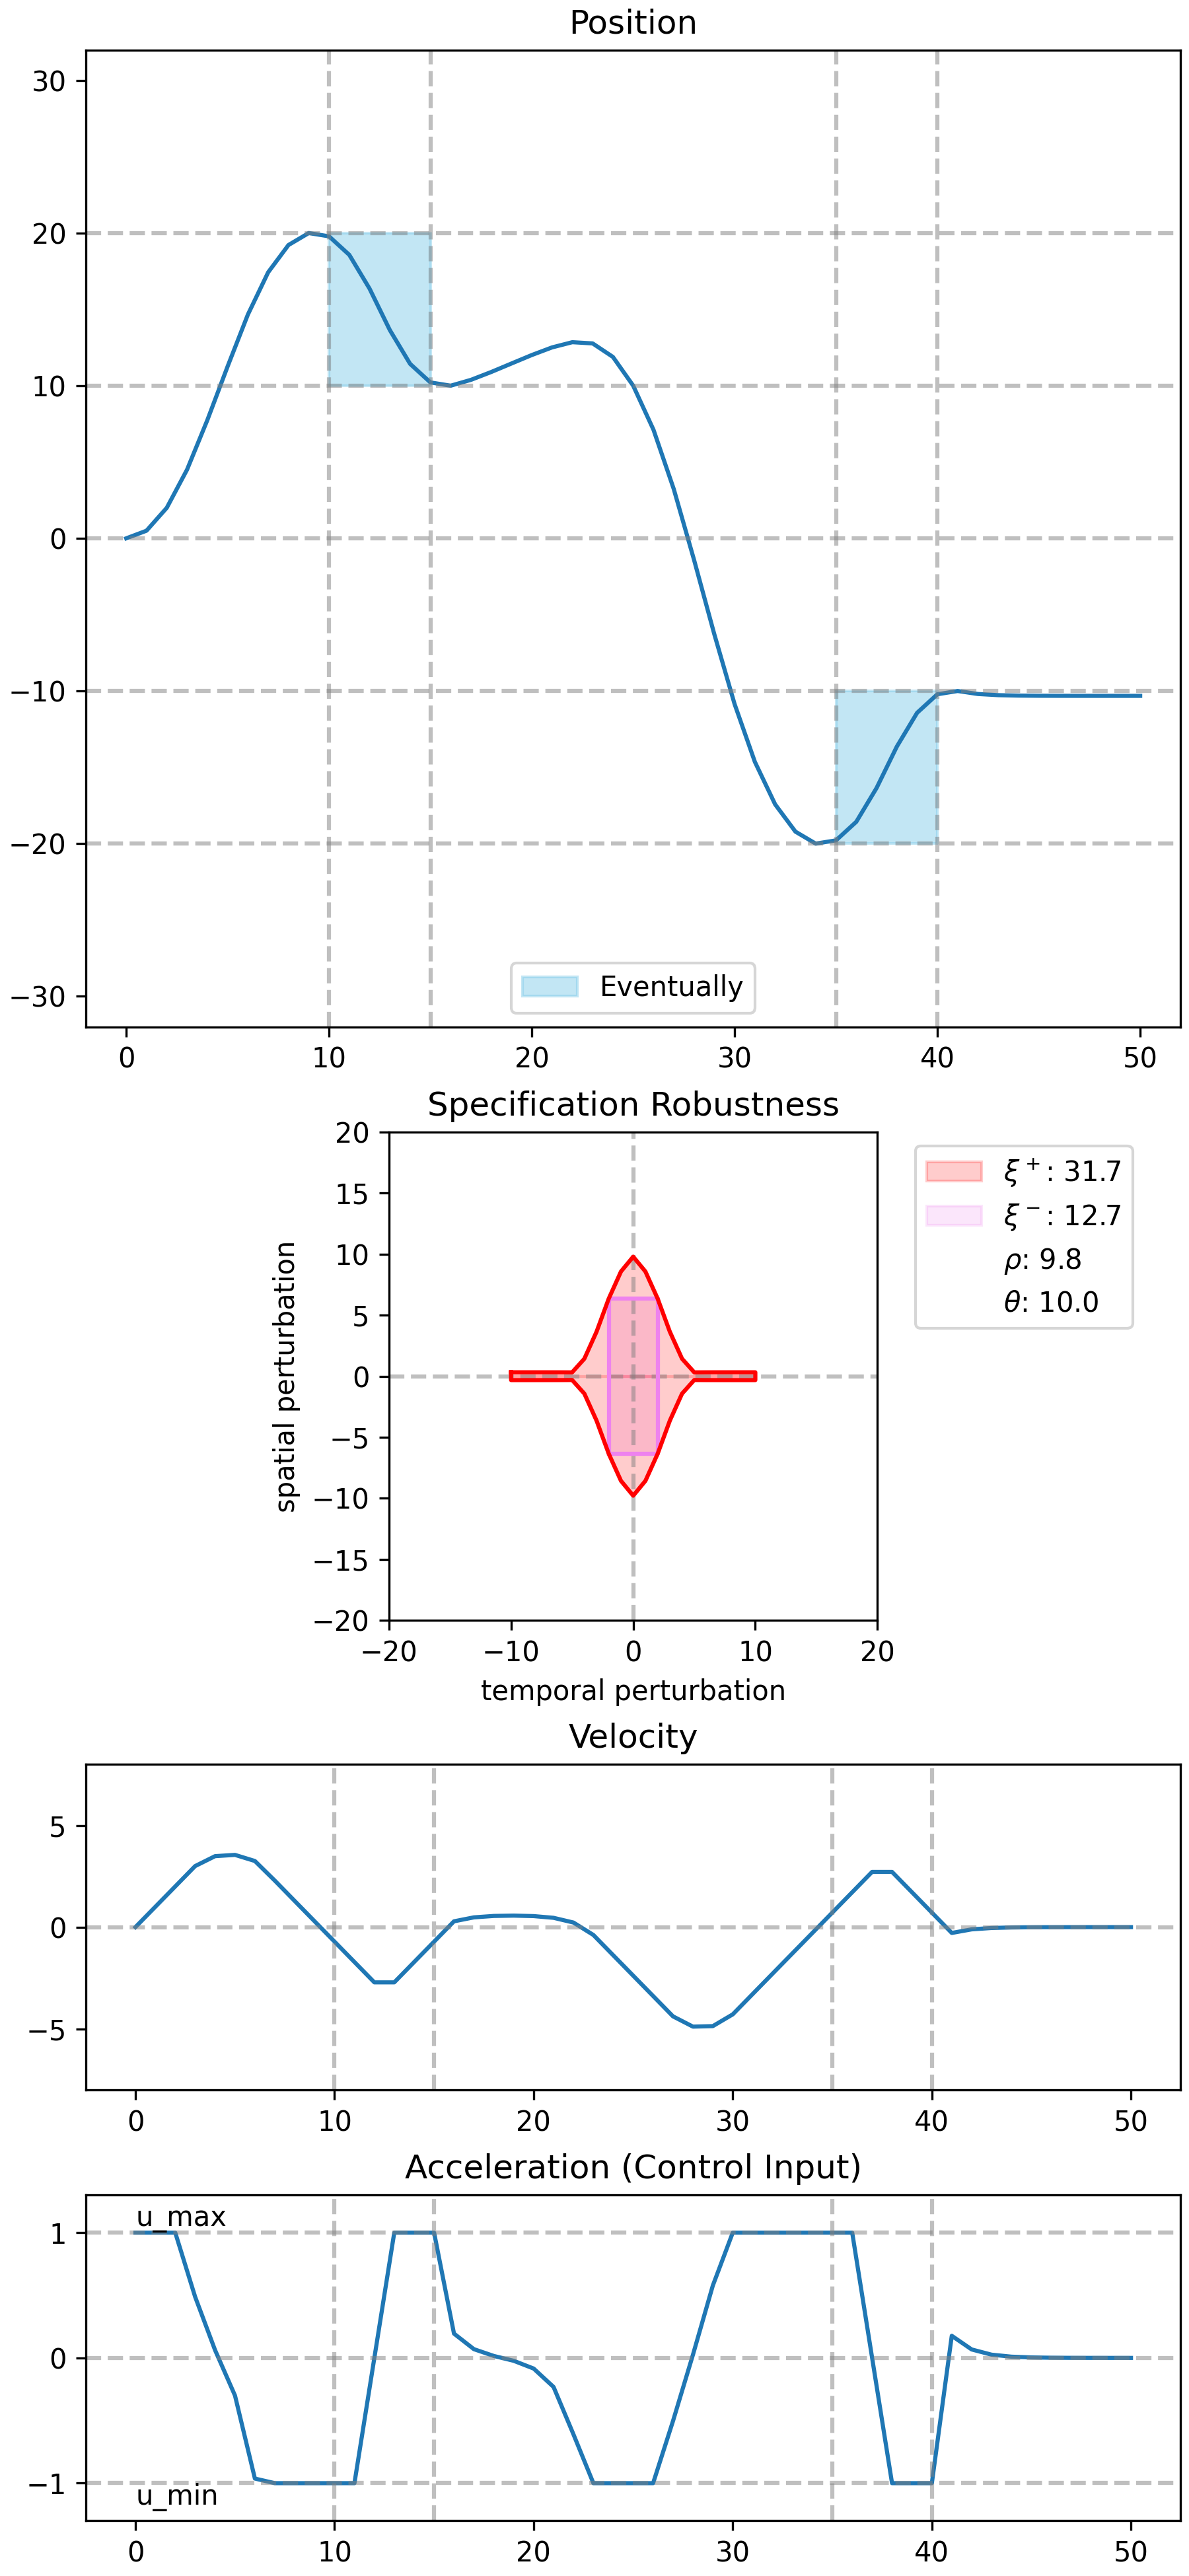 Position
30
20
10
0
−10
−20
−30
Eventually
0 10 20 30 40 50
Specification Robustness
20
15
10
5
0
−5
−10
−15
−20
spatial perturbation
ξ⁺: 31.7
ξ⁻: 12.7
ρ: 9.8
θ: 10.0
−20 −10 0 10 20
temporal perturbation
Velocity
5
0
−5
0 10 20 30 40 50
Acceleration (Control Input)
u_max
1
0
−1
u_min
0 10 20 30 40 50